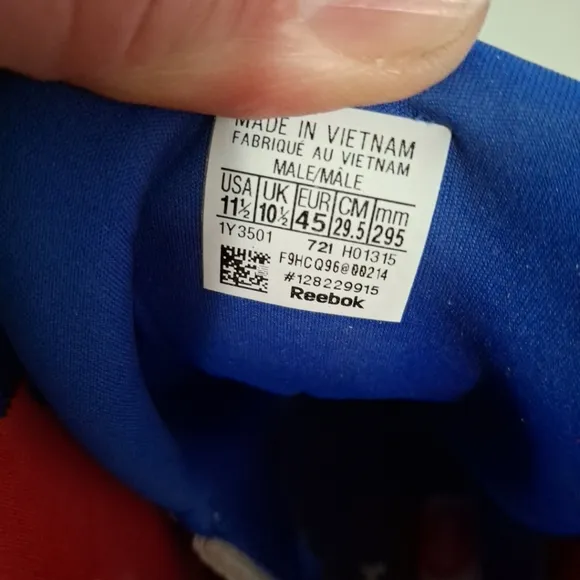 MADE IN VIETNAM
FABRIQUÉ AU VIETNAM
MALE/MÂLE
USA UK EUR CM mm
11½ 10½ 45 29.5 295
1Y3501 721 H01315
F9HCQ96@00214
#128229915
Reebok